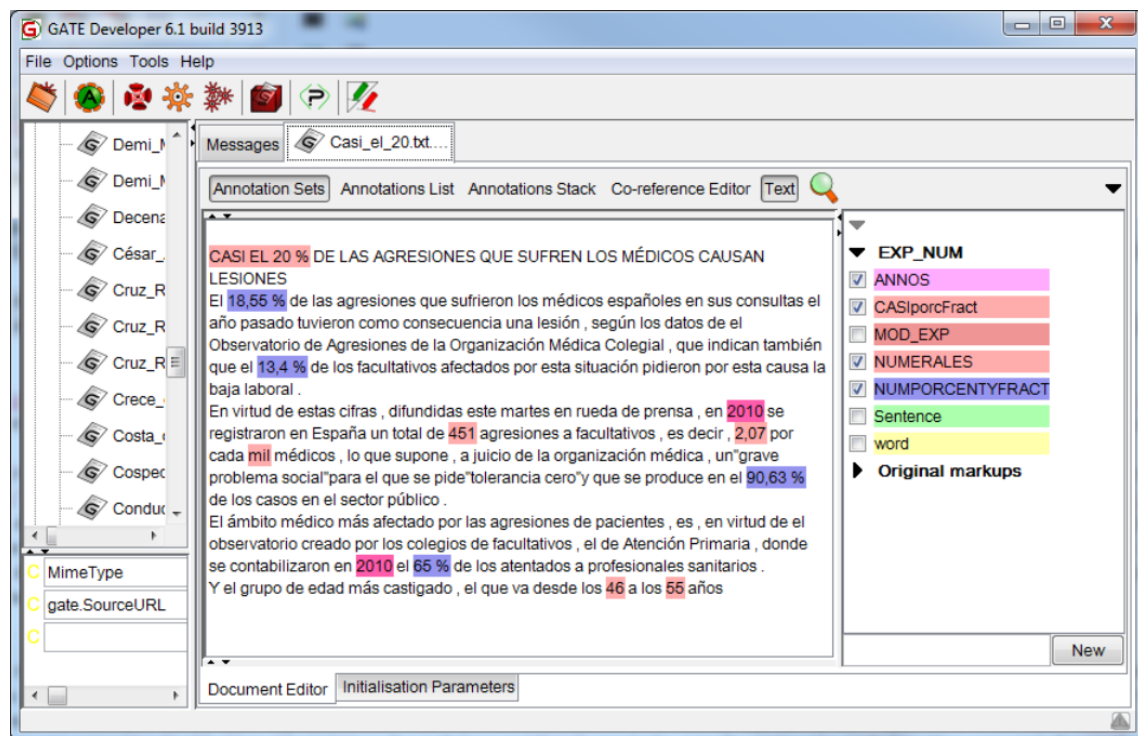 GATE Developer 6.1 build 3913
File Options Tools Help
Messages
Casi_el_20.txt....
Demi_M
Demi_M
Decena
César_.
Cruz_R
Cruz_R
Cruz_R
Crece_
Costa_
Cospec
Conduc
Annotation Sets Annotations List Annotations Stack Co-reference Editor Text
CASI EL 20 % DE LAS AGRESIONES QUE SUFREN LOS MÉDICOS CAUSAN
LESIONES
El 18,55 % de las agresiones que sufrieron los médicos españoles en sus consultas el
año pasado tuvieron como consecuencia una lesión , según los datos de el
Observatorio de Agresiones de la Organización Médica Colegial , que indican también
que el 13,4 % de los facultativos afectados por esta situación pidieron por esta causa la
baja laboral .
En virtud de estas cifras , difundidas este martes en rueda de prensa , en 2010 se
registraron en España un total de 451 agresiones a facultativos , es decir , 2,07 por
cada mil médicos , lo que supone , a juicio de la organización médica , un"grave
problema social"para el que se pide"tolerancia cero"y que se produce en el 90,63 %
de los casos en el sector público .
El ámbito médico más afectado por las agresiones de pacientes , es , en virtud de el
observatorio creado por los colegios de facultativos , el de Atención Primaria , donde
se contabilizaron en 2010 el 65 % de los atentados a profesionales sanitarios .
Y el grupo de edad más castigado , el que va desde los 46 a los 55 años
EXP_NUM
ANNOS
CASIporcFract
MOD_EXP
NUMERALES
NUMPORCENTYFRACT
Sentence
word
Original markups
New
C MimeType
C gate.SourceURL
C
Document Editor Initialisation Parameters